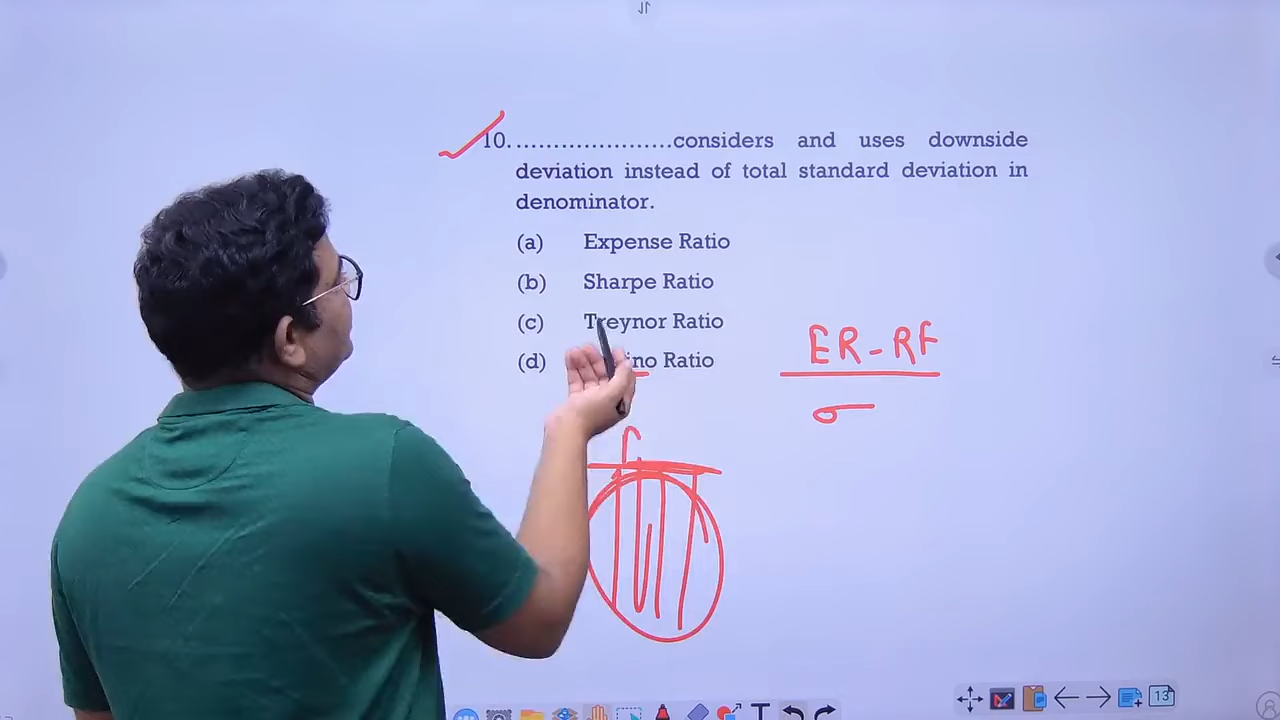 10. ....................considers and uses downside
deviation instead of total standard deviation in
denominator.
(a) Expense Ratio
(b) Sharpe Ratio
(c) Treynor Ratio
(d) Ratio
ER - RF
σ
13